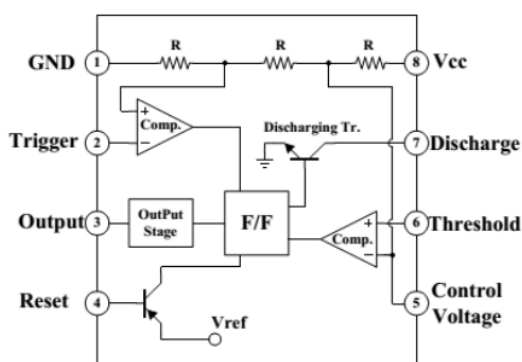 R R R
GND 1 8 Vcc
+
Comp.
−
Discharging Tr.
Trigger 2 7 Discharge
Output 3
OutPut
Stage
F/F
+
Comp.
−
6 Threshold
Reset 4
Vref
5 Control
Voltage